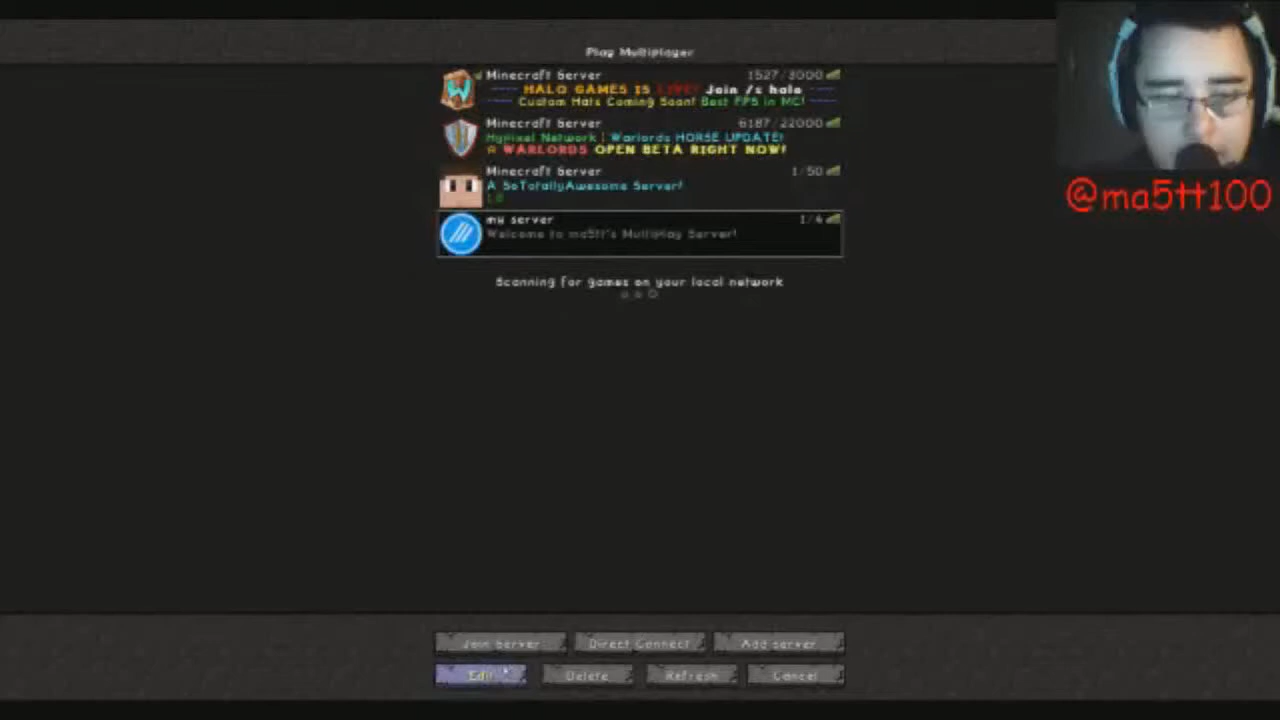 Play Multiplayer
Minecraft Server 1527/3000
HALO GAMES IS LIVE! Join /s halo
Custom Hats Coming Soon! Best FPS in MC!
Minecraft Server 6187/22000
Hypixel Network | Warlords HORSE UPDATE!
WARLORDS OPEN BETA RIGHT NOW!
Minecraft Server 1/50
A SoTotallyAwesome Server!
1.8
my server 1/4
Welcome to ma5tt's Multiplay Server!
Scanning for games on your local network
@ma5tt100
Join Server Direct Connect Add server
Edit Delete Refresh Cancel